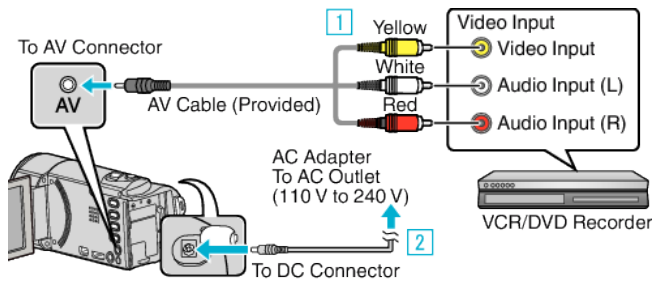 1
Yellow
Video Input
To AV Connector
Video Input
White
AV
AV Cable (Provided)
Audio Input (L)
Red
Audio Input (R)
AC Adapter
To AC Outlet
(110 V to 240 V)
2
VCR/DVD Recorder
To DC Connector